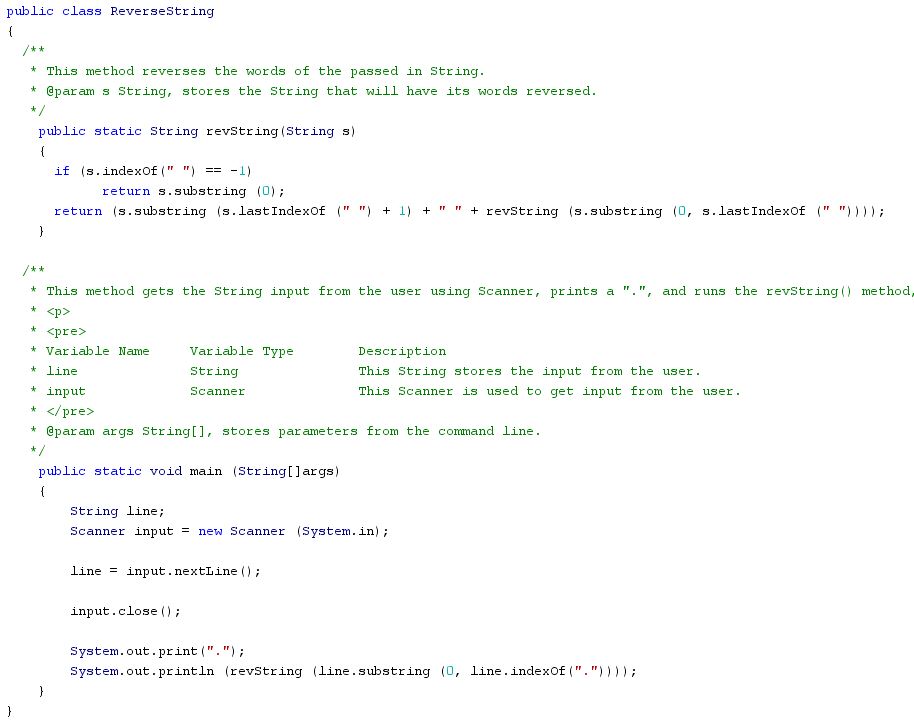 public class ReverseString
{
  /**
   * This method reverses the words of the passed in String.
   * @param s String, stores the String that will have its words reversed.
   */
    public static String revString(String s)
    {
      if (s.indexOf(" ") == -1)
            return s.substring (0);
      return (s.substring (s.lastIndexOf (" ") + 1) + " " + revString (s.substring (0, s.lastIndexOf (" "))));
    }

  /**
   * This method gets the String input from the user using Scanner, prints a ".", and runs the revString() method,
   * <p>
   * <pre>
   * Variable Name     Variable Type        Description
   * line              String               This String stores the input from the user.
   * input             Scanner              This Scanner is used to get input from the user.
   * </pre>
   * @param args String[], stores parameters from the command line.
   */
    public static void main (String[]args)
    {
        String line;
        Scanner input = new Scanner (System.in);

        line = input.nextLine();

        input.close();

        System.out.print(".");
        System.out.println (revString (line.substring (0, line.indexOf("."))));
    }
}